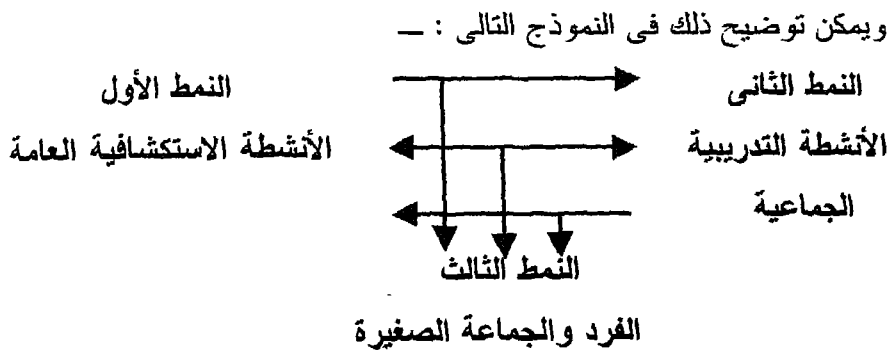 ويمكن توضيح ذلك فى النموذج التالى : ــ
النمط الثانى
النمط الأول
الأنشطة التدريبية
الأنشطة الاستكشافية العامة
الجماعية
النمط الثالث
الفرد والجماعة الصغيرة